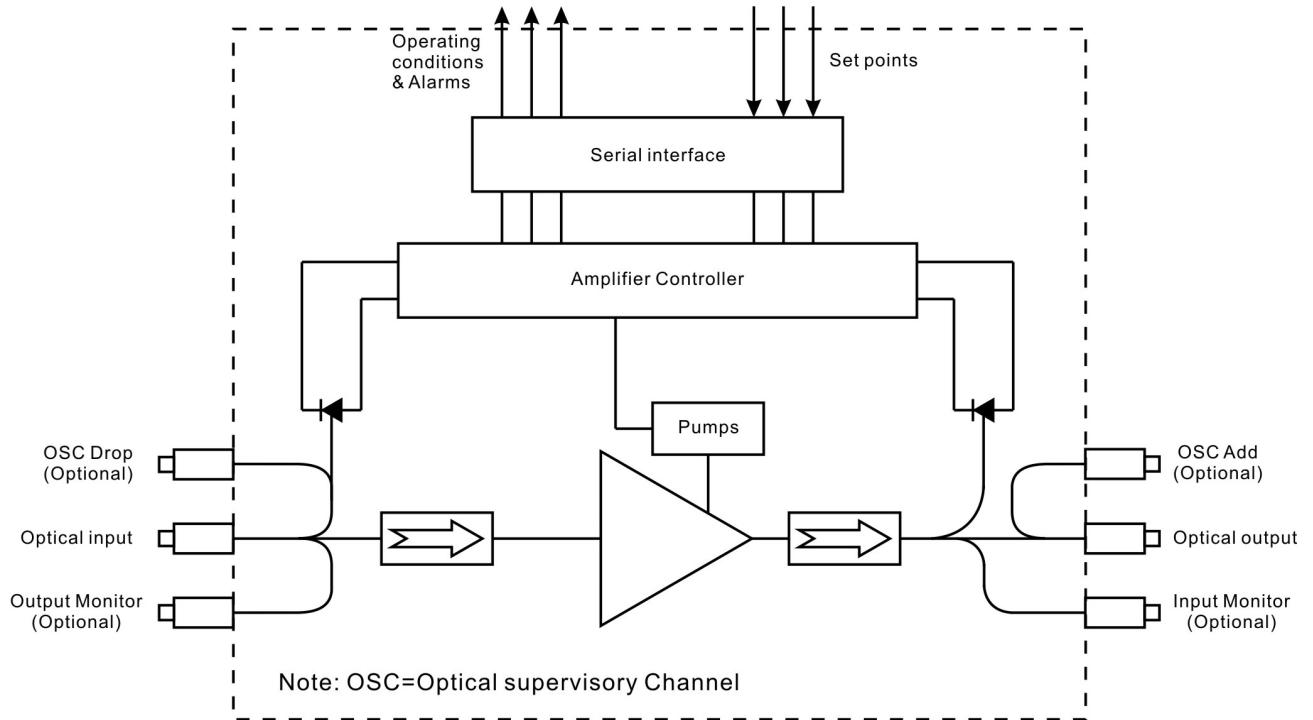 Operating
conditions
& Alarms
Set points
Serial interface
Amplifier Controller
Pumps
OSC Drop
(Optional)
OSC Add
(Optional)
Optical input
Optical output
Output Monitor
(Optional)
Input Monitor
(Optional)
Note: OSC=Optical supervisory Channel